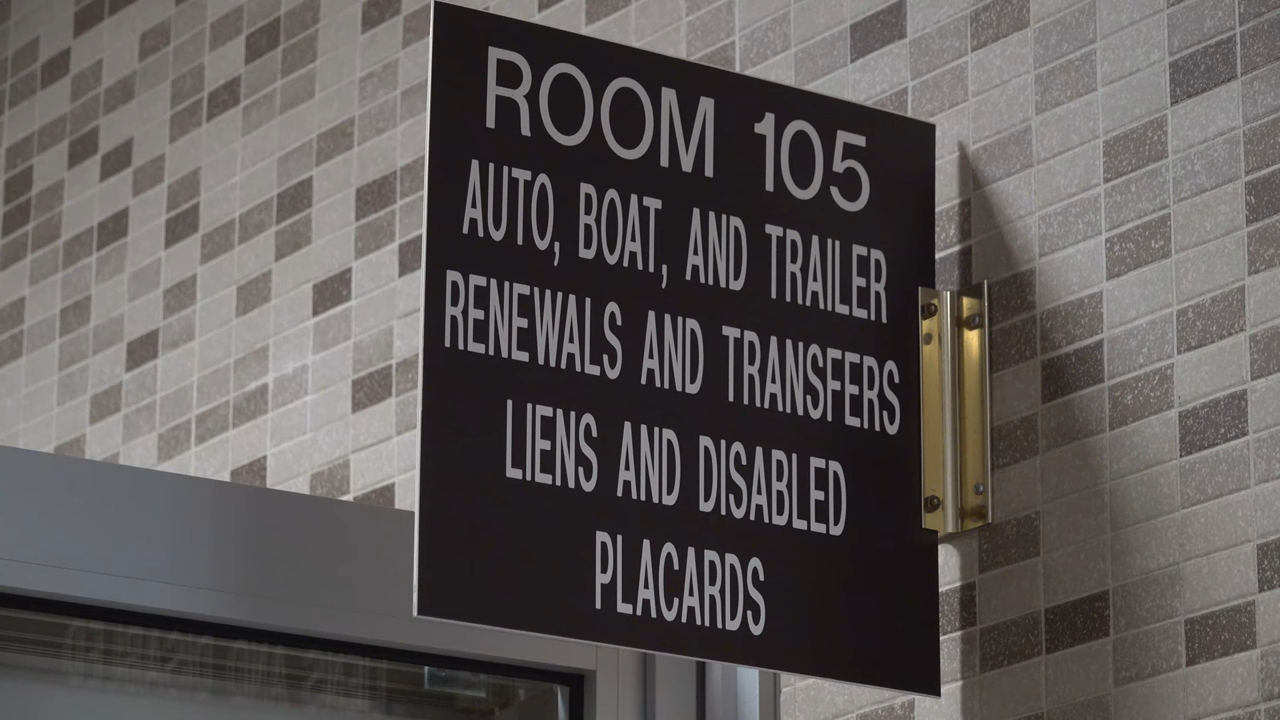 ROOM 105
AUTO, BOAT, AND TRAILER
RENEWALS AND TRANSFERS
LIENS AND DISABLED
PLACARDS